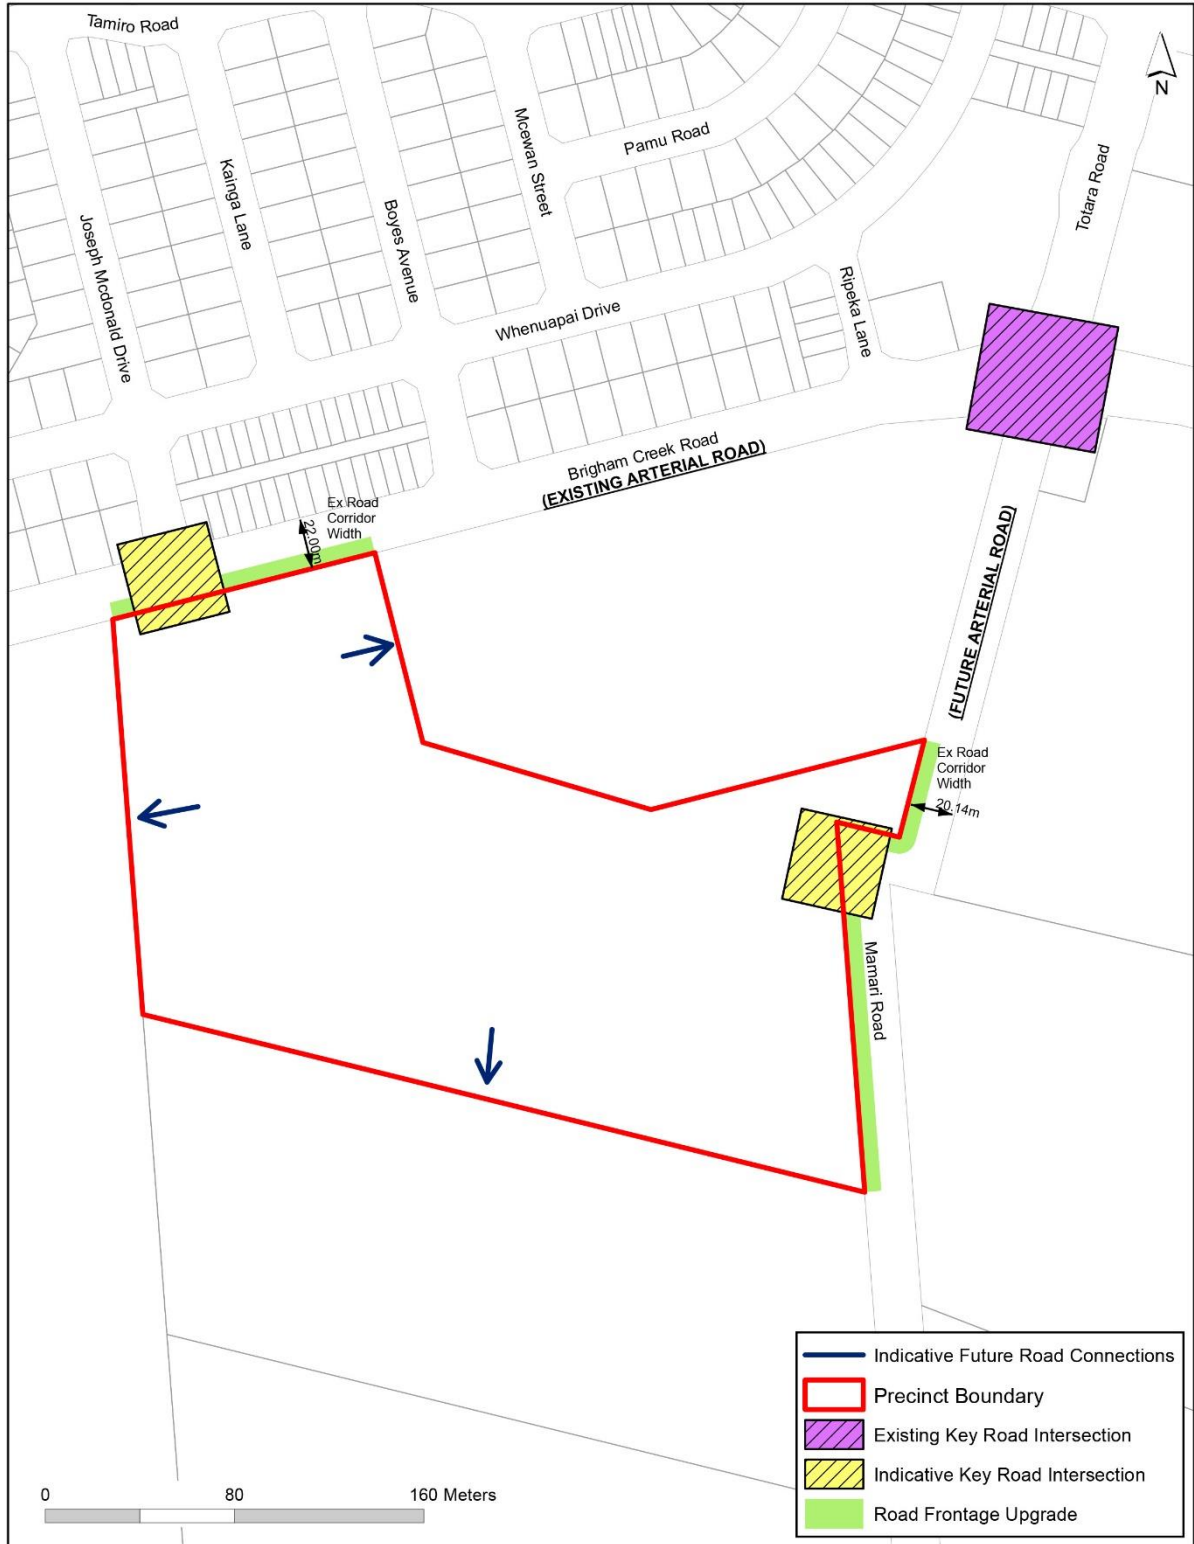 Tamiro Road
N
Mcewan Street
Pamu Road
Kainga Lane
Totara Road
Boyes Avenue
Joseph Mcdonald Drive
Ripeka Lane
Whenuapai Drive
Brigham Creek Road
(EXISTING ARTERIAL ROAD)
Ex Road
Corridor
Width
22.00m
(FUTURE ARTERIAL ROAD)
Ex Road
Corridor
Width
20.14m
Mamari Road
Indicative Future Road Connections
Precinct Boundary
Existing Key Road Intersection
Indicative Key Road Intersection
Road Frontage Upgrade
0 80 160 Meters